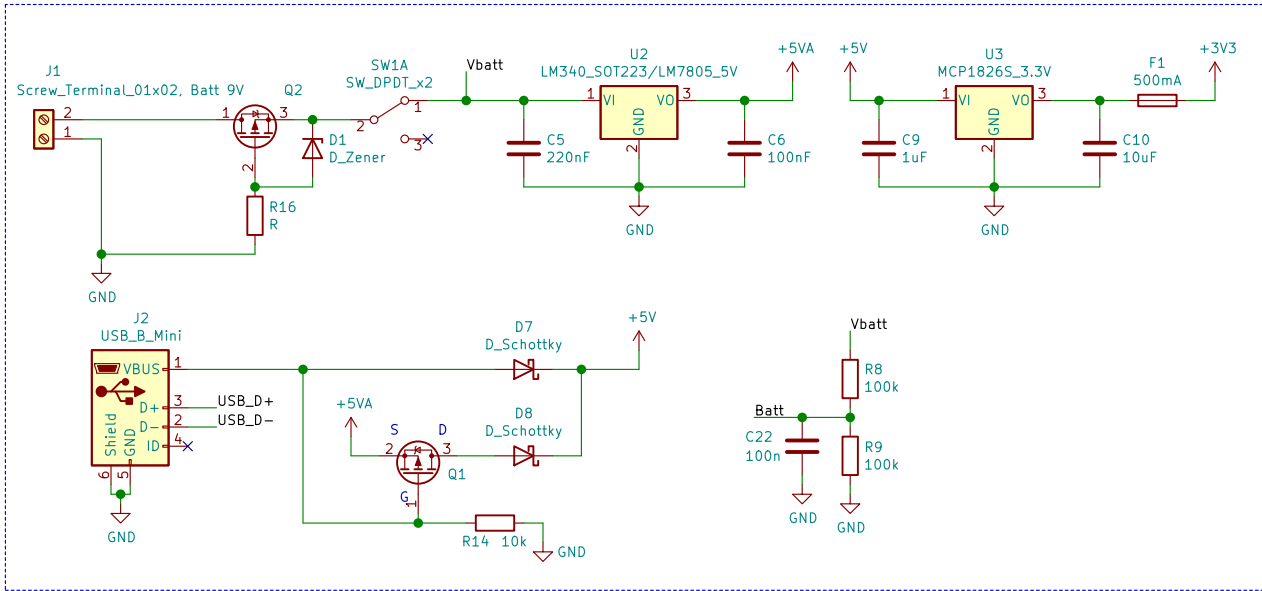 J1
Screw_Terminal_01x02, Batt 9V
2
1
Q2
1
3
2
D1
D_Zener
R16
R
GND
SW1A
SW_DPDT_x2
2
1
3
Vbatt
C5
220nF
U2
LM340_SOT223/LM7805_5V
1
VI
VO
3
GND
2
GND
C6
100nF
+5VA
+5V
C9
1uF
U3
MCP1826S_3.3V
1
VI
VO
3
GND
2
GND
C10
10uF
F1
500mA
+3V3
J2
USB_B_Mini
VBUS
1
D+
3
D-
2
ID
4
Shield
GND
6
5
USB_D+
USB_D-
GND
+5VA
S
D
2
3
G
1
Q1
R14 10k
GND
D7
D_Schottky
D8
D_Schottky
+5V
Vbatt
R8
100k
Batt
C22
100n
R9
100k
GND
GND